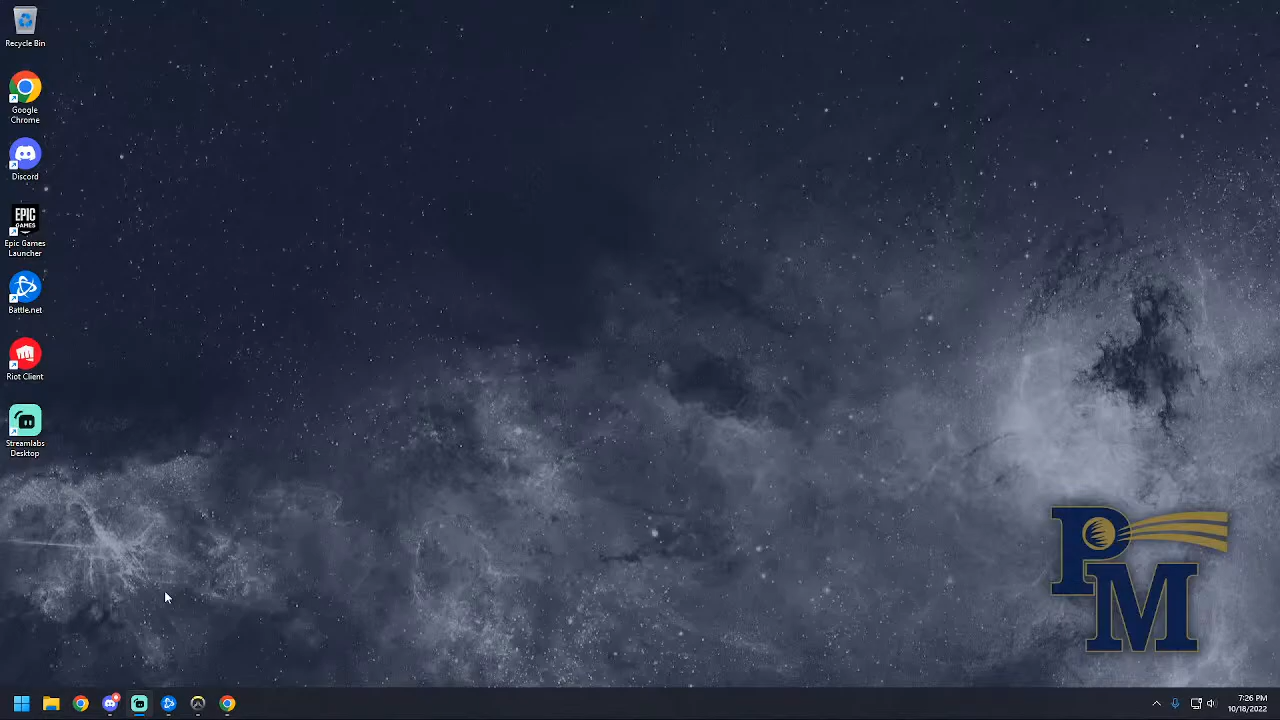 Recycle Bin
Google
Chrome
Discord
EPIC
GAMES
Epic Games
Launcher
Battle.net
Riot Client
Streamlabs
Desktop
PM
7:26 PM
10/18/2022